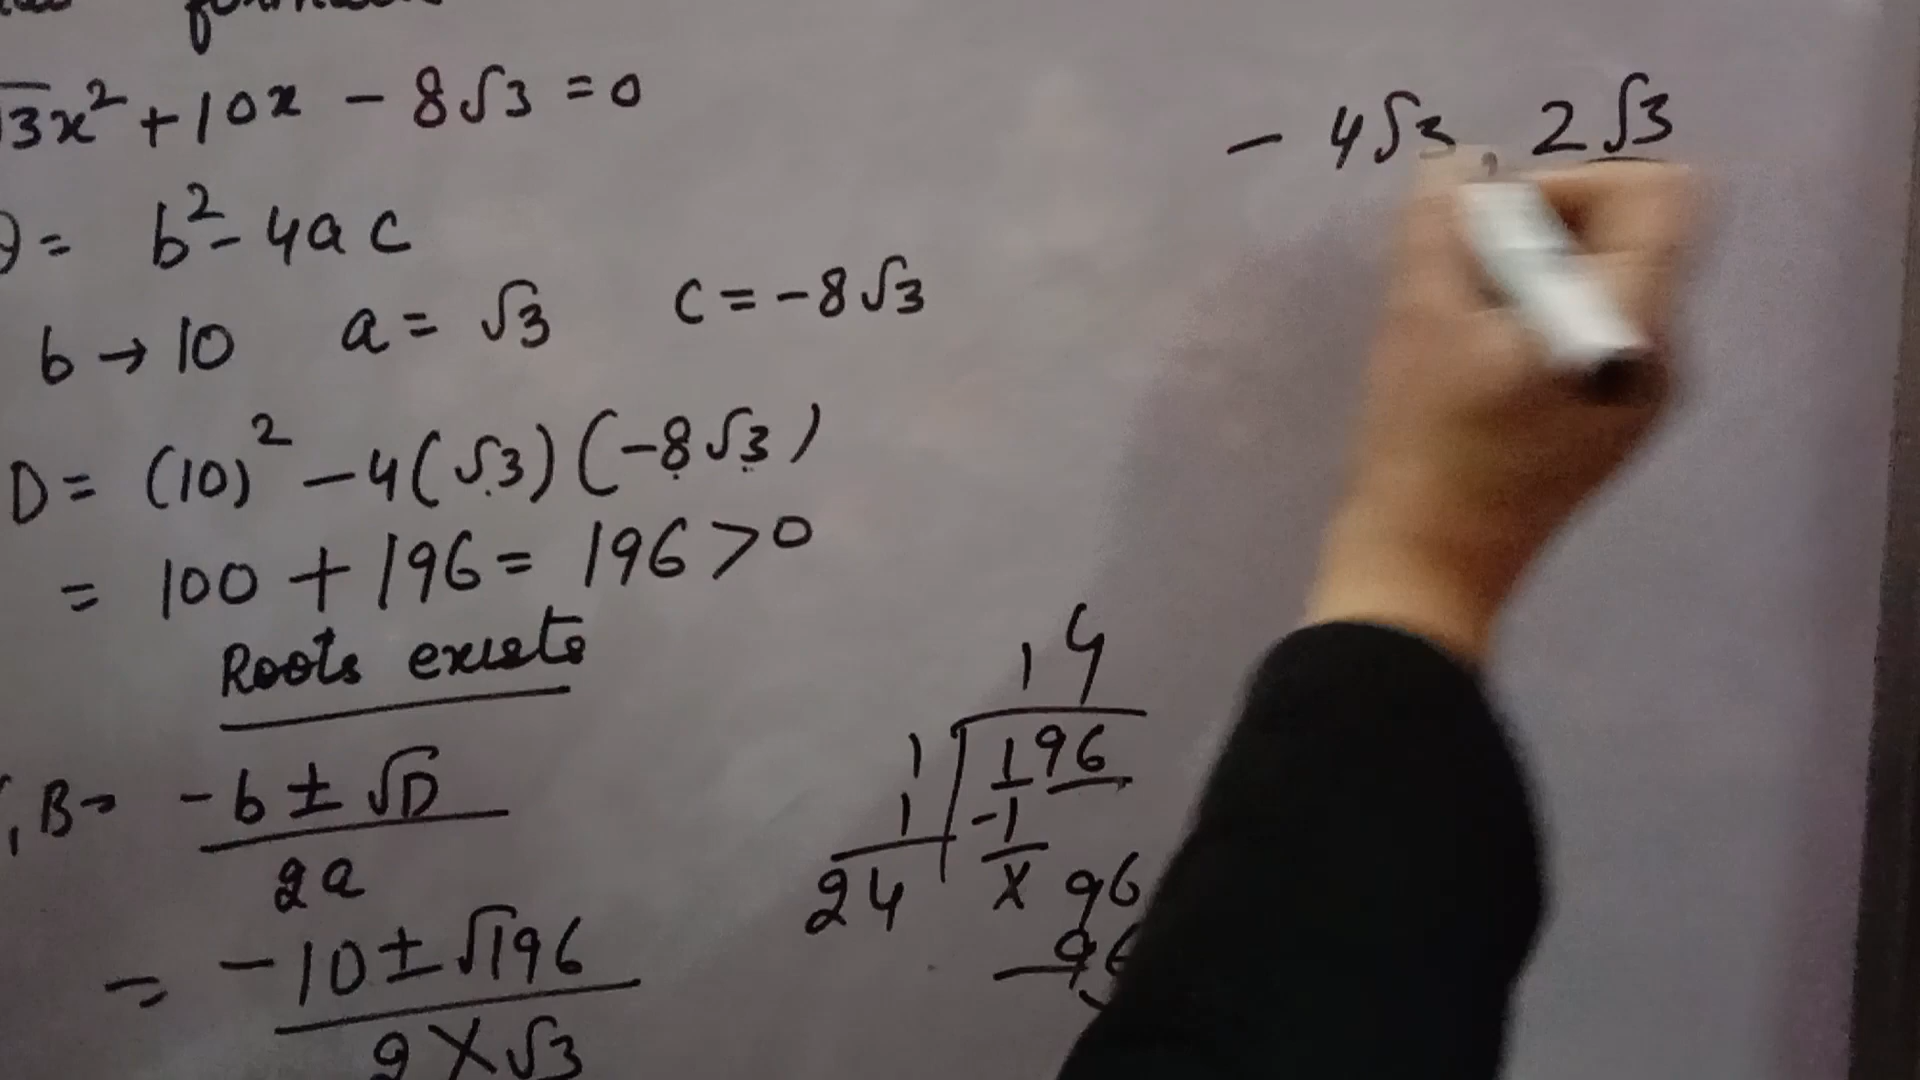 √3x² + 10x - 8√3 = 0
= b² - 4ac
b → 10 a = √3 c = -8√3
D = (10)² - 4(√3)(-8√3)
= 100 + 196 = 196 > 0
Roots exists
, B → -b ± √D
2a
= -10 ± √196
2 × √3
14
1 196
1 -1
24 × 96
96
- 4√3, 2√3